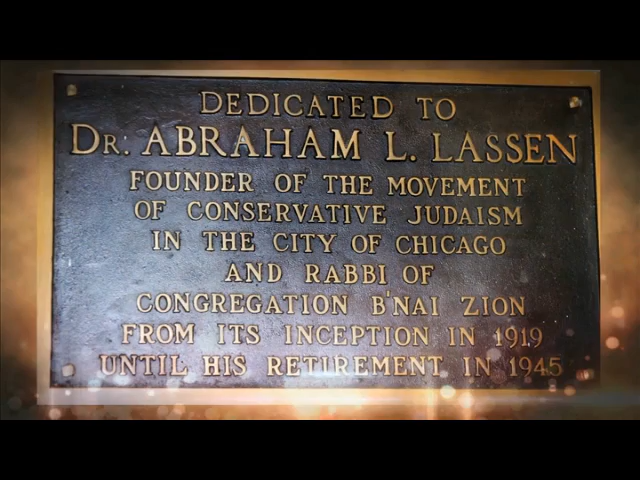 DEDICATED TO
DR. ABRAHAM L. LASSEN
FOUNDER OF THE MOVEMENT
OF CONSERVATIVE JUDAISM
IN THE CITY OF CHICAGO
AND RABBI OF
CONGREGATION B'NAI ZION
FROM ITS INCEPTION IN 1919
UNTIL HIS RETIREMENT IN 1945